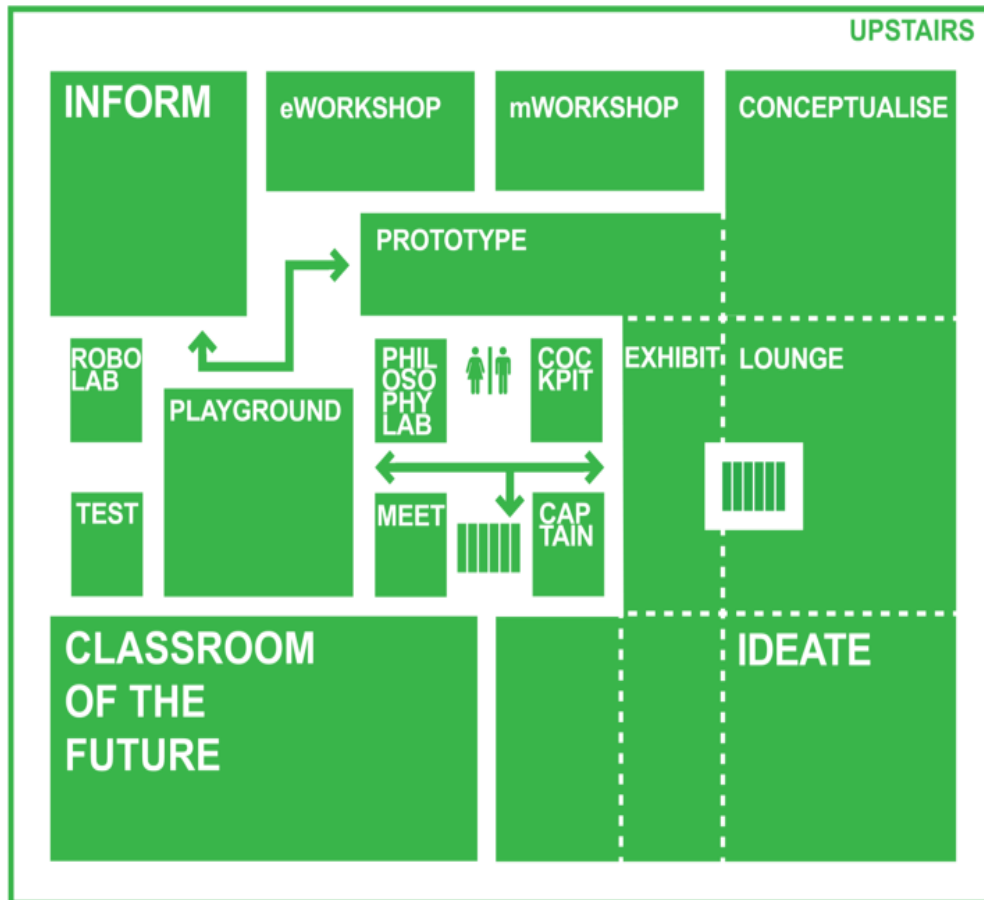 UPSTAIRS
INFORM
eWORKSHOP
mWORKSHOP
CONCEPTUALISE
PROTOTYPE
ROBO
LAB
PHIL
OSO
PHY
LAB
COC
KPIT
EXHIBIT
LOUNGE
PLAYGROUND
TEST
MEET
CAP
TAIN
CLASSROOM
OF THE
FUTURE
IDEATE